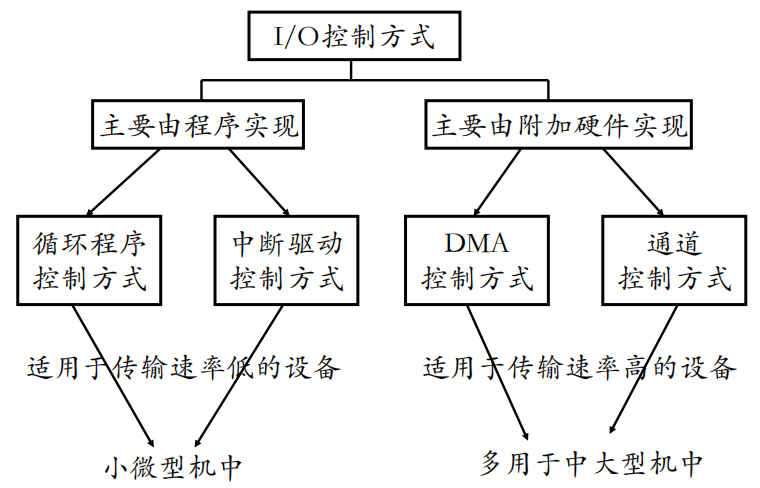 I/O控制方式
主要由程序实现
主要由附加硬件实现
循环程序
控制方式
中断驱动
控制方式
DMA
控制方式
通道
控制方式
适用于传输速率低的设备
适用于传输速率高的设备
小微型机中
多用于中大型机中